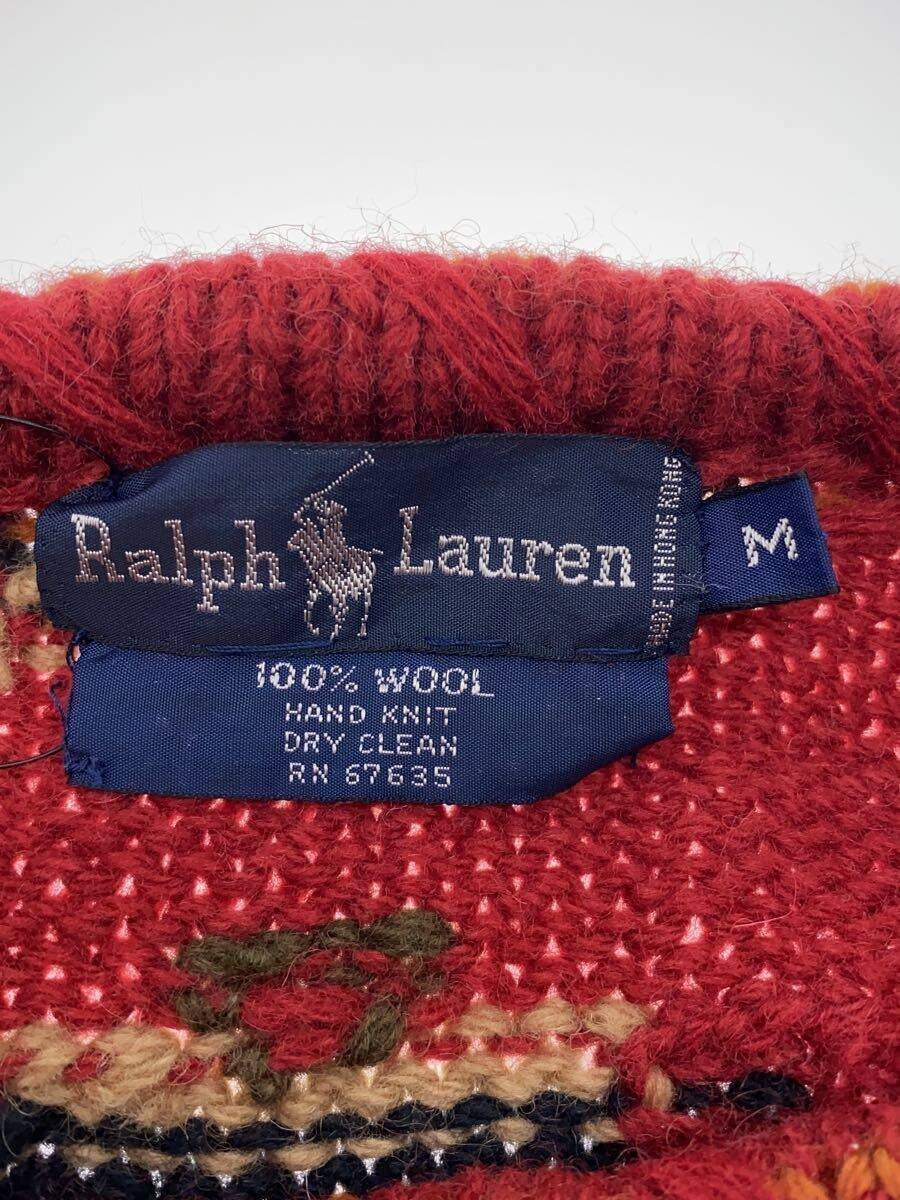 Ralph Lauren
MADE IN HONG KONG
M
100% WOOL
HAND KNIT
DRY CLEAN
RN 67635